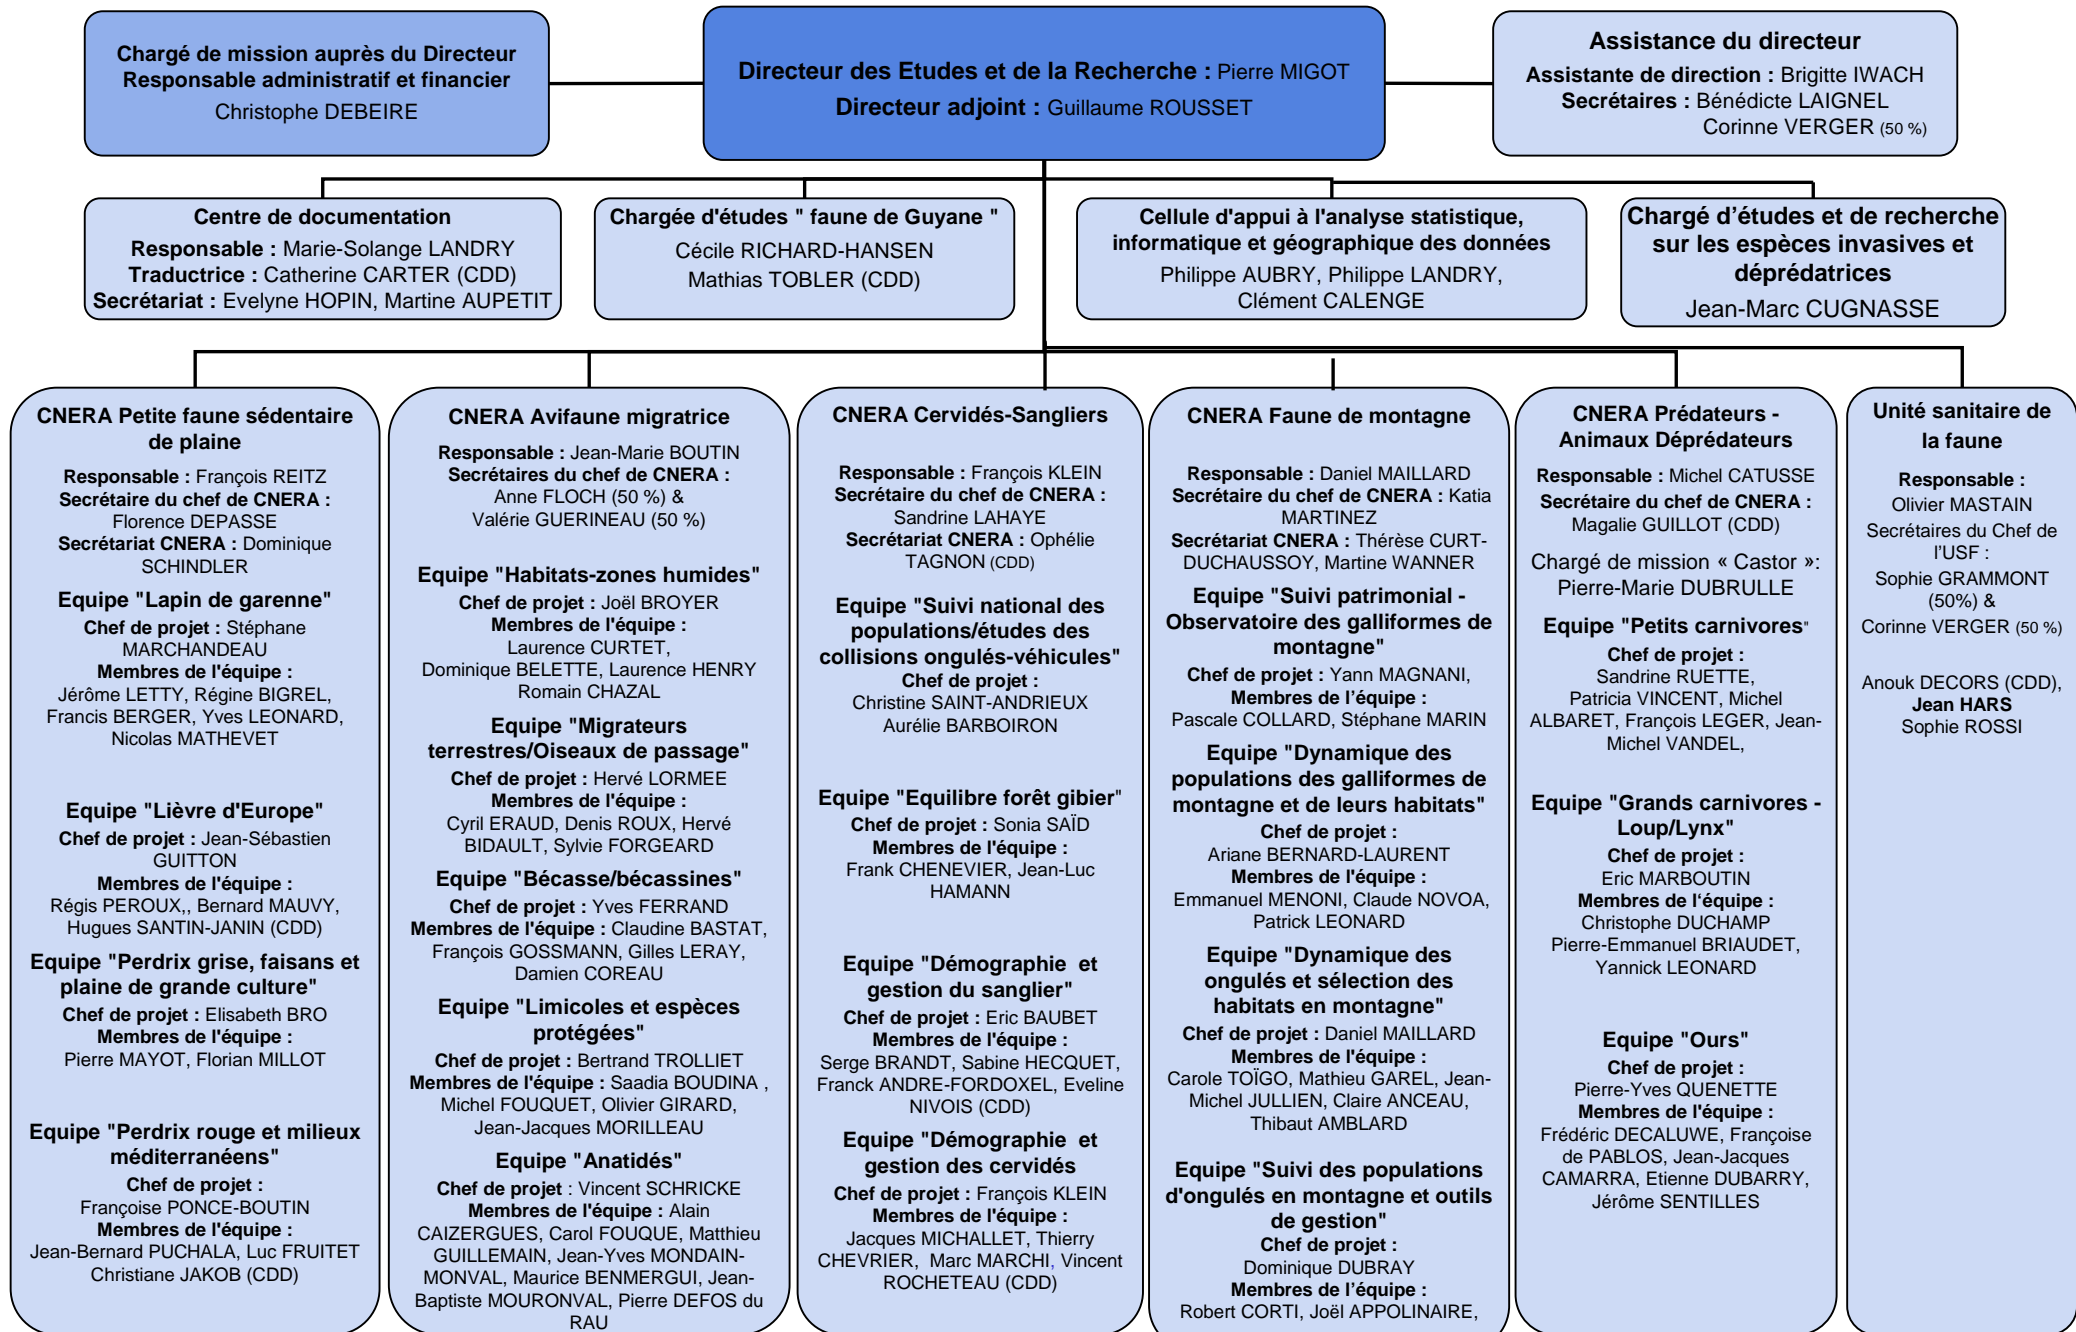 Chargé de mission auprès du Directeur
Responsable administratif et financier
Christophe DEBEIRE
Directeur des Etudes et de la Recherche : Pierre MIGOT
Directeur adjoint : Guillaume ROUSSET
Assistance du directeur
Assistante de direction : Brigitte IWACH
Secrétaires : Bénédicte LAIGNEL
Corinne VERGER (50 %)
Centre de documentation
Responsable : Marie-Solange LANDRY
Traductrice : Catherine CARTER (CDD)
Secrétariat : Evelyne HOPIN, Martine AUPETIT
Chargée d'études " faune de Guyane "
Cécile RICHARD-HANSEN
Mathias TOBLER (CDD)
Cellule d'appui à l'analyse statistique,
informatique et géographique des données
Philippe AUBRY, Philippe LANDRY,
Clément CALENGE
Chargé d’études et de recherche
sur les espèces invasives et
déprédatrices
Jean-Marc CUGNASSE
CNERA Petite faune sédentaire
de plaine
Responsable : François REITZ
Secrétaire du chef de CNERA :
Florence DEPASSE
Secrétariat CNERA : Dominique
SCHINDLER
Equipe "Lapin de garenne"
Chef de projet : Stéphane
MARCHANDEAU
Membres de l'équipe :
Jérôme LETTY, Régine BIGREL,
Francis BERGER, Yves LEONARD,
Nicolas MATHEVET
Equipe "Lièvre d'Europe"
Chef de projet : Jean-Sébastien
GUITTON
Membres de l'équipe :
Régis PEROUX,, Bernard MAUVY,
Hugues SANTIN-JANIN (CDD)
Equipe "Perdrix grise, faisans et
plaine de grande culture"
Chef de projet : Elisabeth BRO
Membres de l'équipe :
Pierre MAYOT, Florian MILLOT
Equipe "Perdrix rouge et milieux
méditerranéens"
Chef de projet :
Françoise PONCE-BOUTIN
Membres de l'équipe :
Jean-Bernard PUCHALA, Luc FRUITET
Christiane JAKOB (CDD)
CNERA Avifaune migratrice
Responsable : Jean-Marie BOUTIN
Secrétaires du chef de CNERA :
Anne FLOCH (50 %) &
Valérie GUERINEAU (50 %)
Equipe "Habitats-zones humides"
Chef de projet : Joël BROYER
Membres de l'équipe :
Laurence CURTET,
Dominique BELETTE, Laurence HENRY
Romain CHAZAL
Equipe "Migrateurs
terrestres/Oiseaux de passage"
Chef de projet : Hervé LORMEE
Membres de l'équipe :
Cyril ERAUD, Denis ROUX, Hervé
BIDAULT, Sylvie FORGEARD
Equipe "Bécasse/bécassines"
Chef de projet : Yves FERRAND
Membres de l'équipe : Claudine BASTAT,
François GOSSMANN, Gilles LERAY,
Damien COREAU
Equipe "Limicoles et espèces
protégées"
Chef de projet : Bertrand TROLLIET
Membres de l'équipe : Saadia BOUDINA ,
Michel FOUQUET, Olivier GIRARD,
Jean-Jacques MORILLEAU
Equipe "Anatidés"
Chef de projet : Vincent SCHRICKE
Membres de l'équipe : Alain
CAIZERGUES, Carol FOUQUE, Matthieu
GUILLEMAIN, Jean-Yves MONDAIN-
MONVAL, Maurice BENMERGUI, Jean-
Baptiste MOURONVAL, Pierre DEFOS du
RAU
CNERA Cervidés-Sangliers
Responsable : François KLEIN
Secrétaire du chef de CNERA :
Sandrine LAHAYE
Secrétariat CNERA : Ophélie
TAGNON (CDD)
Equipe "Suivi national des
populations/études des
collisions ongulés-véhicules"
Chef de projet :
Christine SAINT-ANDRIEUX
Aurélie BARBOIRON
Equipe "Equilibre forêt gibier"
Chef de projet : Sonia SAÏD
Membres de l'équipe :
Frank CHENEVIER, Jean-Luc
HAMANN
Equipe "Démographie et
gestion du sanglier"
Chef de projet : Eric BAUBET
Membres de l'équipe :
Serge BRANDT, Sabine HECQUET,
Franck ANDRE-FORDOXEL, Eveline
NIVOIS (CDD)
Equipe "Démographie et
gestion des cervidés
Chef de projet : François KLEIN
Membres de l'équipe :
Jacques MICHALLET, Thierry
CHEVRIER, Marc MARCHI, Vincent
ROCHETEAU (CDD)
CNERA Faune de montagne
Responsable : Daniel MAILLARD
Secrétaire du chef de CNERA : Katia
MARTINEZ
Secrétariat CNERA : Thérèse CURT-
DUCHAUSSOY, Martine WANNER
Equipe "Suivi patrimonial -
Observatoire des galliformes de
montagne"
Chef de projet : Yann MAGNANI,
Membres de l’équipe :
Pascale COLLARD, Stéphane MARIN
Equipe "Dynamique des
populations des galliformes de
montagne et de leurs habitats"
Chef de projet :
Ariane BERNARD-LAURENT
Membres de l'équipe :
Emmanuel MENONI, Claude NOVOA,
Patrick LEONARD
Equipe "Dynamique des
ongulés et sélection des
habitats en montagne"
Chef de projet : Daniel MAILLARD
Membres de l'équipe :
Carole TOÏGO, Mathieu GAREL, Jean-
Michel JULLIEN, Claire ANCEAU,
Thibaut AMBLARD
Equipe "Suivi des populations
d'ongulés en montagne et outils
de gestion"
Chef de projet :
Dominique DUBRAY
Membres de l’équipe :
Robert CORTI, Joël APPOLINAIRE,
CNERA Prédateurs -
Animaux Déprédateurs
Responsable : Michel CATUSSE
Secrétaire du chef de CNERA :
Magalie GUILLOT (CDD)
Chargé de mission « Castor »:
Pierre-Marie DUBRULLE
Equipe "Petits carnivores"
Chef de projet :
Sandrine RUETTE,
Patricia VINCENT, Michel
ALBARET, François LEGER, Jean-
Michel VANDEL,
Equipe "Grands carnivores -
Loup/Lynx"
Chef de projet :
Eric MARBOUTIN
Membres de l‘équipe :
Christophe DUCHAMP
Pierre-Emmanuel BRIAUDET,
Yannick LEONARD
Equipe "Ours"
Chef de projet :
Pierre-Yves QUENETTE
Membres de l'équipe :
Frédéric DECALUWE, Françoise
de PABLOS, Jean-Jacques
CAMARRA, Etienne DUBARRY,
Jérôme SENTILLES
Unité sanitaire de
la faune
Responsable :
Olivier MASTAIN
Secrétaires du Chef de
l’USF :
Sophie GRAMMONT
(50%) &
Corinne VERGER (50 %)
Anouk DECORS (CDD),
Jean HARS
Sophie ROSSI